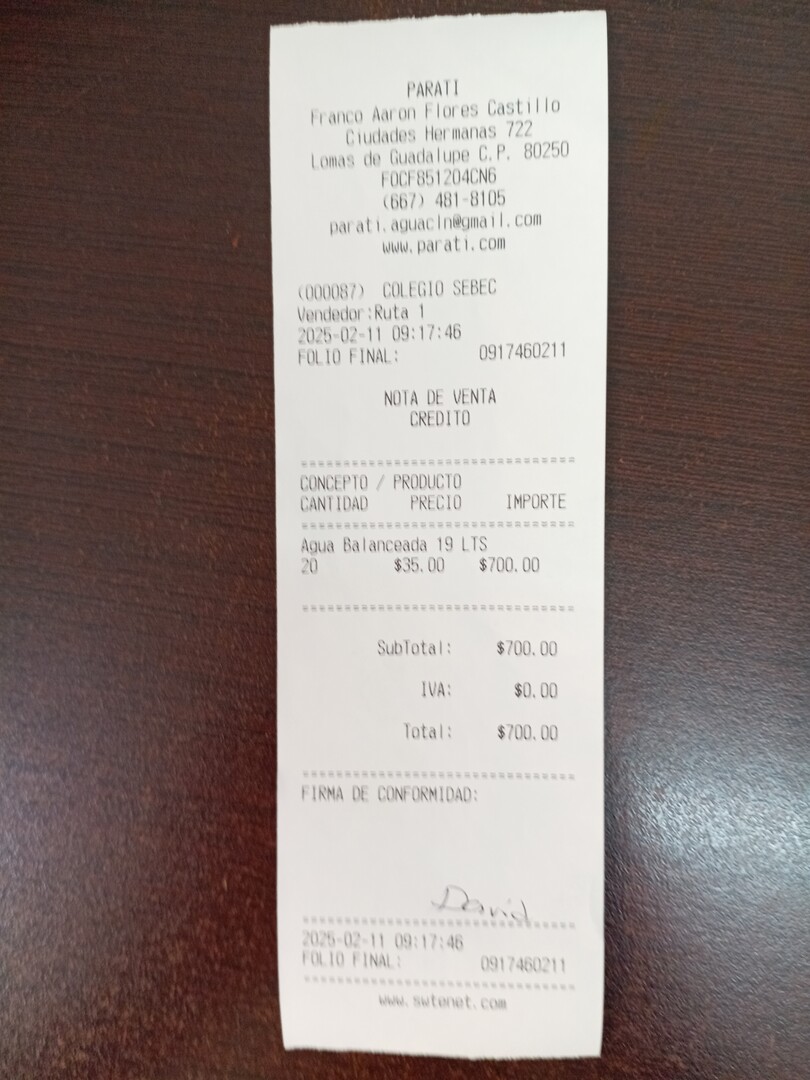 PARATI
Franco Aaron Flores Castillo
Ciudades Hermanas 722
Lomas de Guadalupe C.P. 80250
FOCF851204CN6
(667) 481-8105
parati.aguacln@gmail.com
www.parati.com
(000087) COLEGIO SEBEC
Vendedor:Ruta 1
2025-02-11 09:17:46
FOLIO FINAL: 0917460211
NOTA DE VENTA
CREDITO
================================
CONCEPTO / PRODUCTO
CANTIDAD PRECIO IMPORTE
================================
Agua Balanceada 19 LTS
20 $35.00 $700.00
================================
SubTotal: $700.00
IVA: $0.00
Total: $700.00
================================
FIRMA DE CONFORMIDAD:
David
================================
2025-02-11 09:17:46
FOLIO FINAL: 0917460211
================================
www.swtenet.com